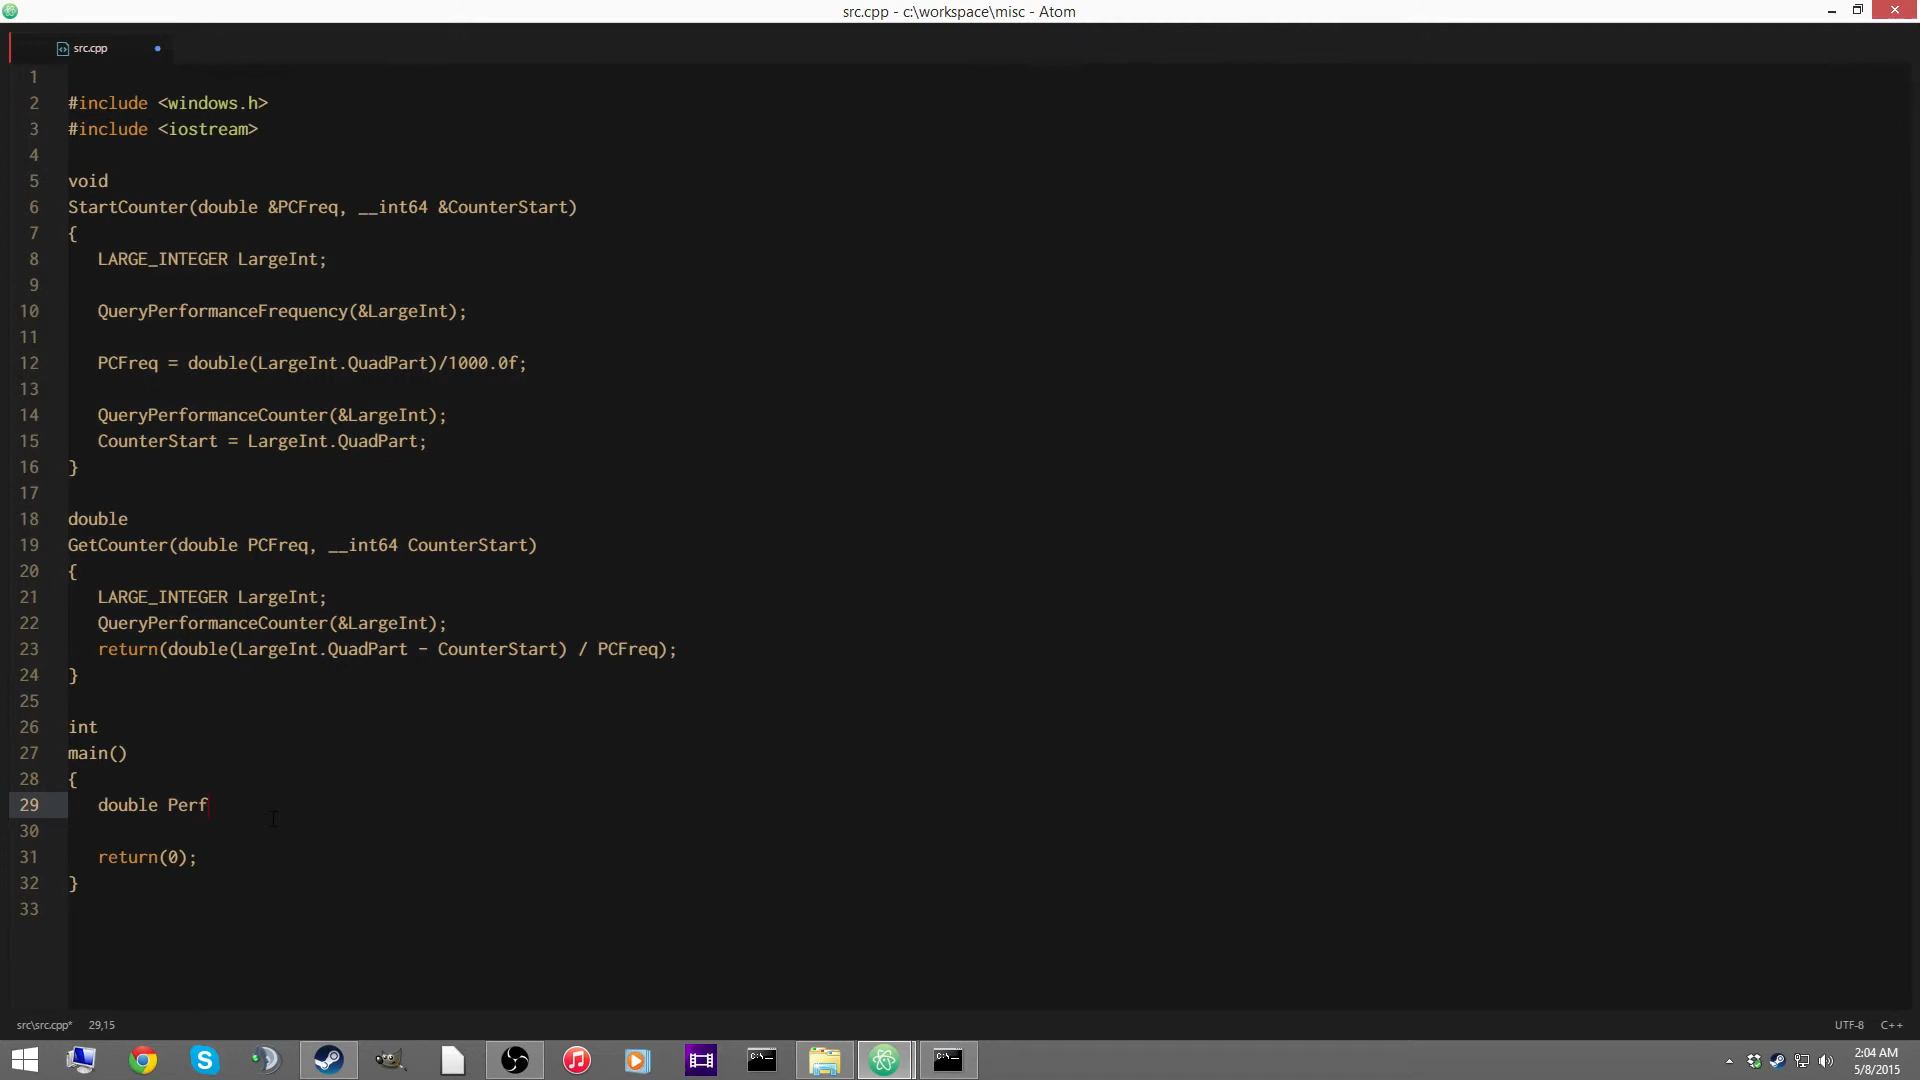 src.cpp - c:\workspace\misc - Atom
src.cpp
1
2 #include <windows.h>
3 #include <iostream>
4
5 void
6 StartCounter(double &PCFreq, __int64 &CounterStart)
7 {
8 LARGE_INTEGER LargeInt;
9
10 QueryPerformanceFrequency(&LargeInt);
11
12 PCFreq = double(LargeInt.QuadPart)/1000.0f;
13
14 QueryPerformanceCounter(&LargeInt);
15 CounterStart = LargeInt.QuadPart;
16 }
17
18 double
19 GetCounter(double PCFreq, __int64 CounterStart)
20 {
21 LARGE_INTEGER LargeInt;
22 QueryPerformanceCounter(&LargeInt);
23 return(double(LargeInt.QuadPart - CounterStart) / PCFreq);
24 }
25
26 int
27 main()
28 {
29 double Perf
30
31 return(0);
32 }
33
src\src.cpp* 29,15 UTF-8 C++
2:04 AM
5/8/2015